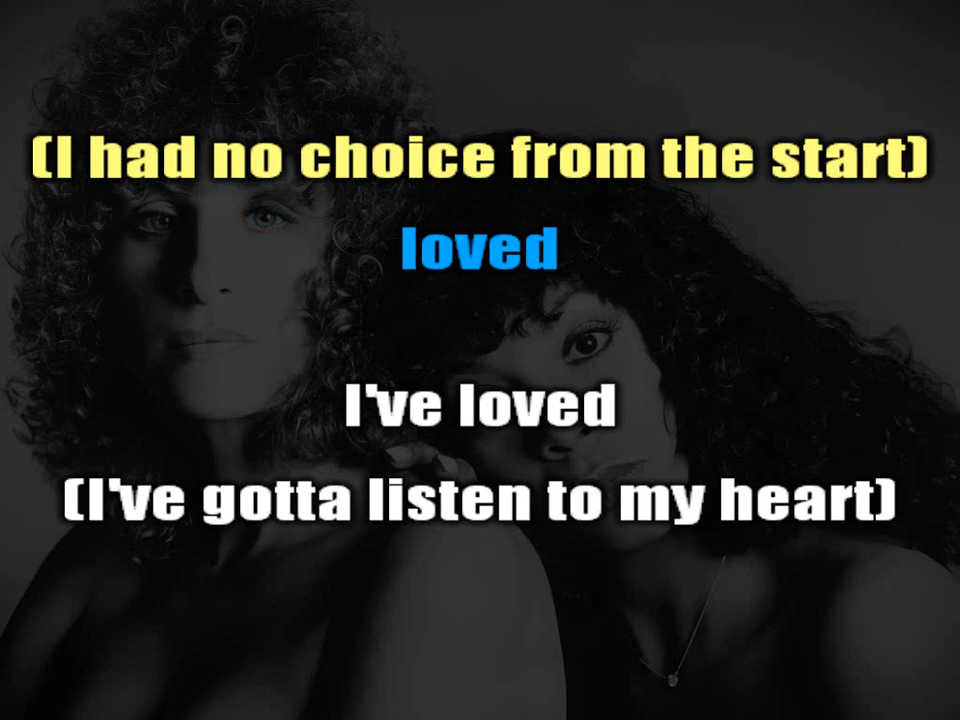 (I had no choice from the start)
loved
I've loved
(I've gotta listen to my heart)